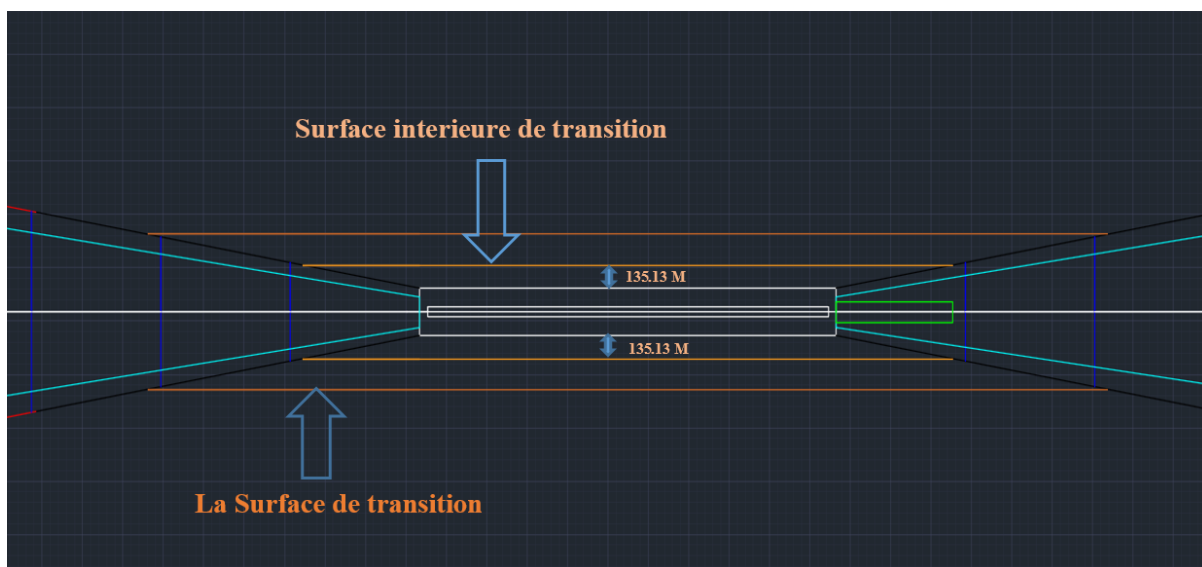 Surface interieure de transition
135.13 M
135.13 M
La Surface de transition